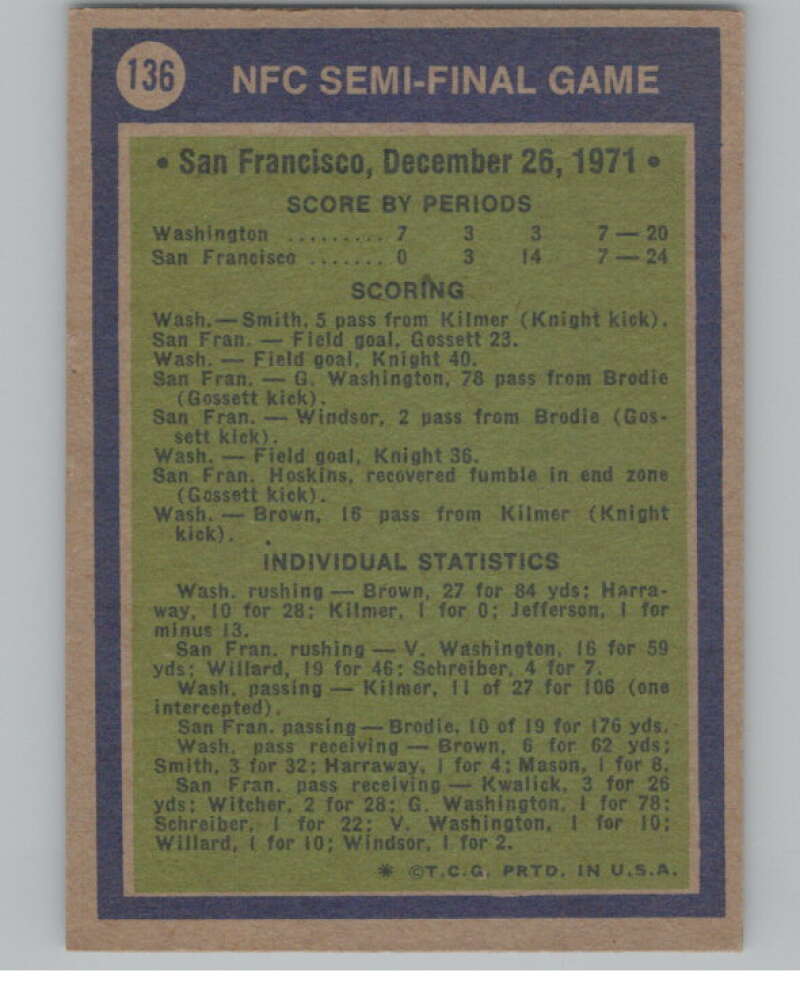 136 NFC SEMI-FINAL GAME
• San Francisco, December 26, 1971 •
SCORE BY PERIODS
Washington ......... 7 3 3 7 — 20
San Francisco ....... 0 3 14 7 — 24
SCORING
Wash. — Smith, 5 pass from Kilmer (Knight kick).
San Fran. — Field goal, Gossett 23.
Wash. — Field goal, Knight 40.
San Fran. — G. Washington, 78 pass from Brodie
(Gossett kick).
San Fran. — Windsor, 2 pass from Brodie (Gos-
sett kick).
Wash. — Field goal, Knight 36.
San Fran. Hoskins, recovered fumble in end zone
(Gossett kick).
Wash. — Brown, 16 pass from Kilmer (Knight
kick).
INDIVIDUAL STATISTICS
Wash. rushing — Brown, 27 for 84 yds; Harra-
way, 10 for 28; Kilmer, 1 for 0; Jefferson, 1 for
minus 13.
San Fran. rushing — V. Washington, 16 for 59
yds; Willard, 19 for 46; Schreiber, 4 for 7.
Wash. passing — Kilmer, 11 of 27 for 106 (one
intercepted).
San Fran. passing — Brodie, 10 of 19 for 176 yds.
Wash. pass receiving — Brown, 6 for 62 yds;
Smith, 3 for 32; Harraway, 1 for 4; Mason, 1 for 8.
San Fran. pass receiving — Kwalick, 3 for 26
yds; Witcher, 2 for 28; G. Washington, 1 for 78;
Schreiber, 1 for 22; V. Washington, 1 for 10;
Willard, 1 for 10; Windsor, 1 for 2.
* ©T.C.G. PRTD. IN U.S.A.